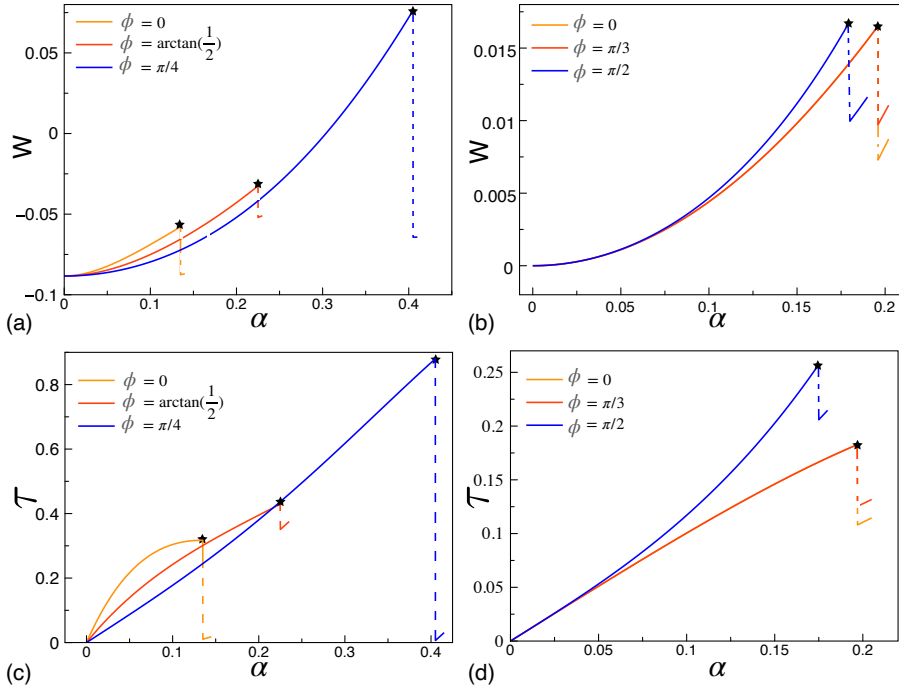 ϕ = 0
ϕ = arctan(1/2)
ϕ = π/4
0.05
0
−0.05
−0.1
W
0
0.1
0.2
0.3
0.4
(a)
α
ϕ = 0
ϕ = π/3
ϕ = π/2
0.015
0.01
0.005
0
W
0
0.05
0.1
0.15
0.2
(b)
α
ϕ = 0
ϕ = arctan(1/2)
ϕ = π/4
0.8
0.6
0.4
0.2
0
𝒯
0
0.1
0.2
0.3
0.4
(c)
α
ϕ = 0
ϕ = π/3
ϕ = π/2
0.25
0.2
0.15
0.1
0.05
0
𝒯
0
0.05
0.1
0.15
0.2
(d)
α